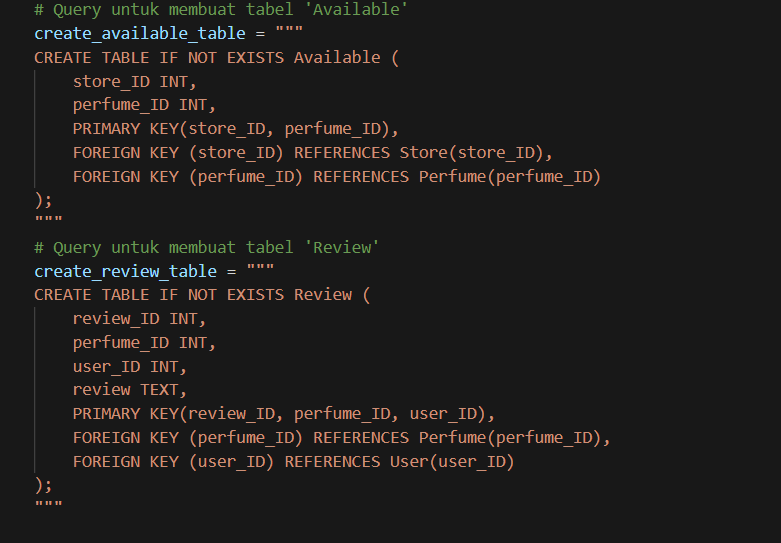 # Query untuk membuat tabel 'Available'
create_available_table = """
CREATE TABLE IF NOT EXISTS Available (
    store_ID INT,
    perfume_ID INT,
    PRIMARY KEY(store_ID, perfume_ID),
    FOREIGN KEY (store_ID) REFERENCES Store(store_ID),
    FOREIGN KEY (perfume_ID) REFERENCES Perfume(perfume_ID)
);
"""
# Query untuk membuat tabel 'Review'
create_review_table = """
CREATE TABLE IF NOT EXISTS Review (
    review_ID INT,
    perfume_ID INT,
    user_ID INT,
    review TEXT,
    PRIMARY KEY(review_ID, perfume_ID, user_ID),
    FOREIGN KEY (perfume_ID) REFERENCES Perfume(perfume_ID),
    FOREIGN KEY (user_ID) REFERENCES User(user_ID)
);
"""